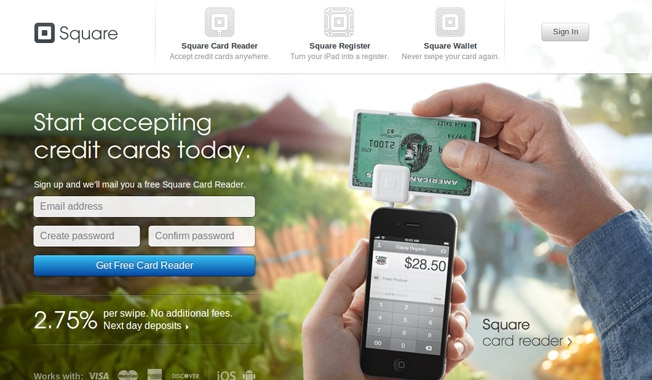 Square
Square Card Reader
Accept credit cards anywhere.
Square Register
Turn your iPad into a register.
Square Wallet
Never swipe your card again.
Sign In
Start accepting
credit cards today.
Sign up and we'll mail you a free Square Card Reader.
Email address
Create password
Confirm password
Get Free Card Reader
2.75%
per swipe. No additional fees.
Next day deposits
Works with: VISA
DISCOVER
iOS
AMERICAN
$28.50
Square
card reader